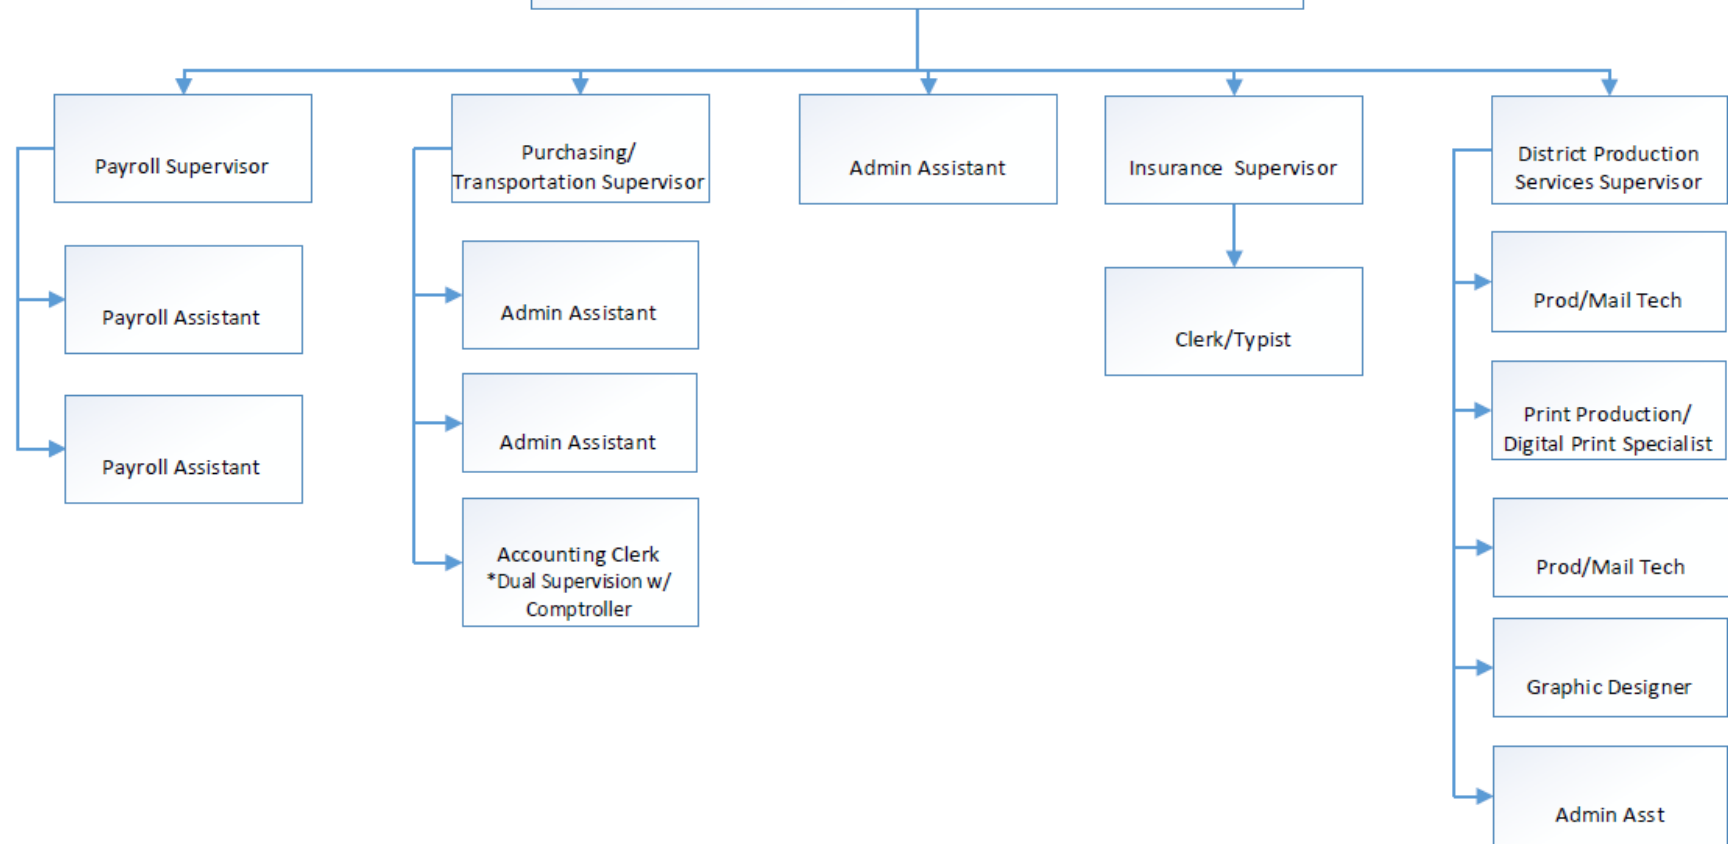 Payroll Supervisor
Purchasing/
Transportation Supervisor
Admin Assistant
Insurance Supervisor
District Production
Services Supervisor
Payroll Assistant
Payroll Assistant
Admin Assistant
Admin Assistant
Accounting Clerk
*Dual Supervision w/
Comptroller
Clerk/Typist
Prod/Mail Tech
Print Production/
Digital Print Specialist
Prod/Mail Tech
Graphic Designer
Admin Asst